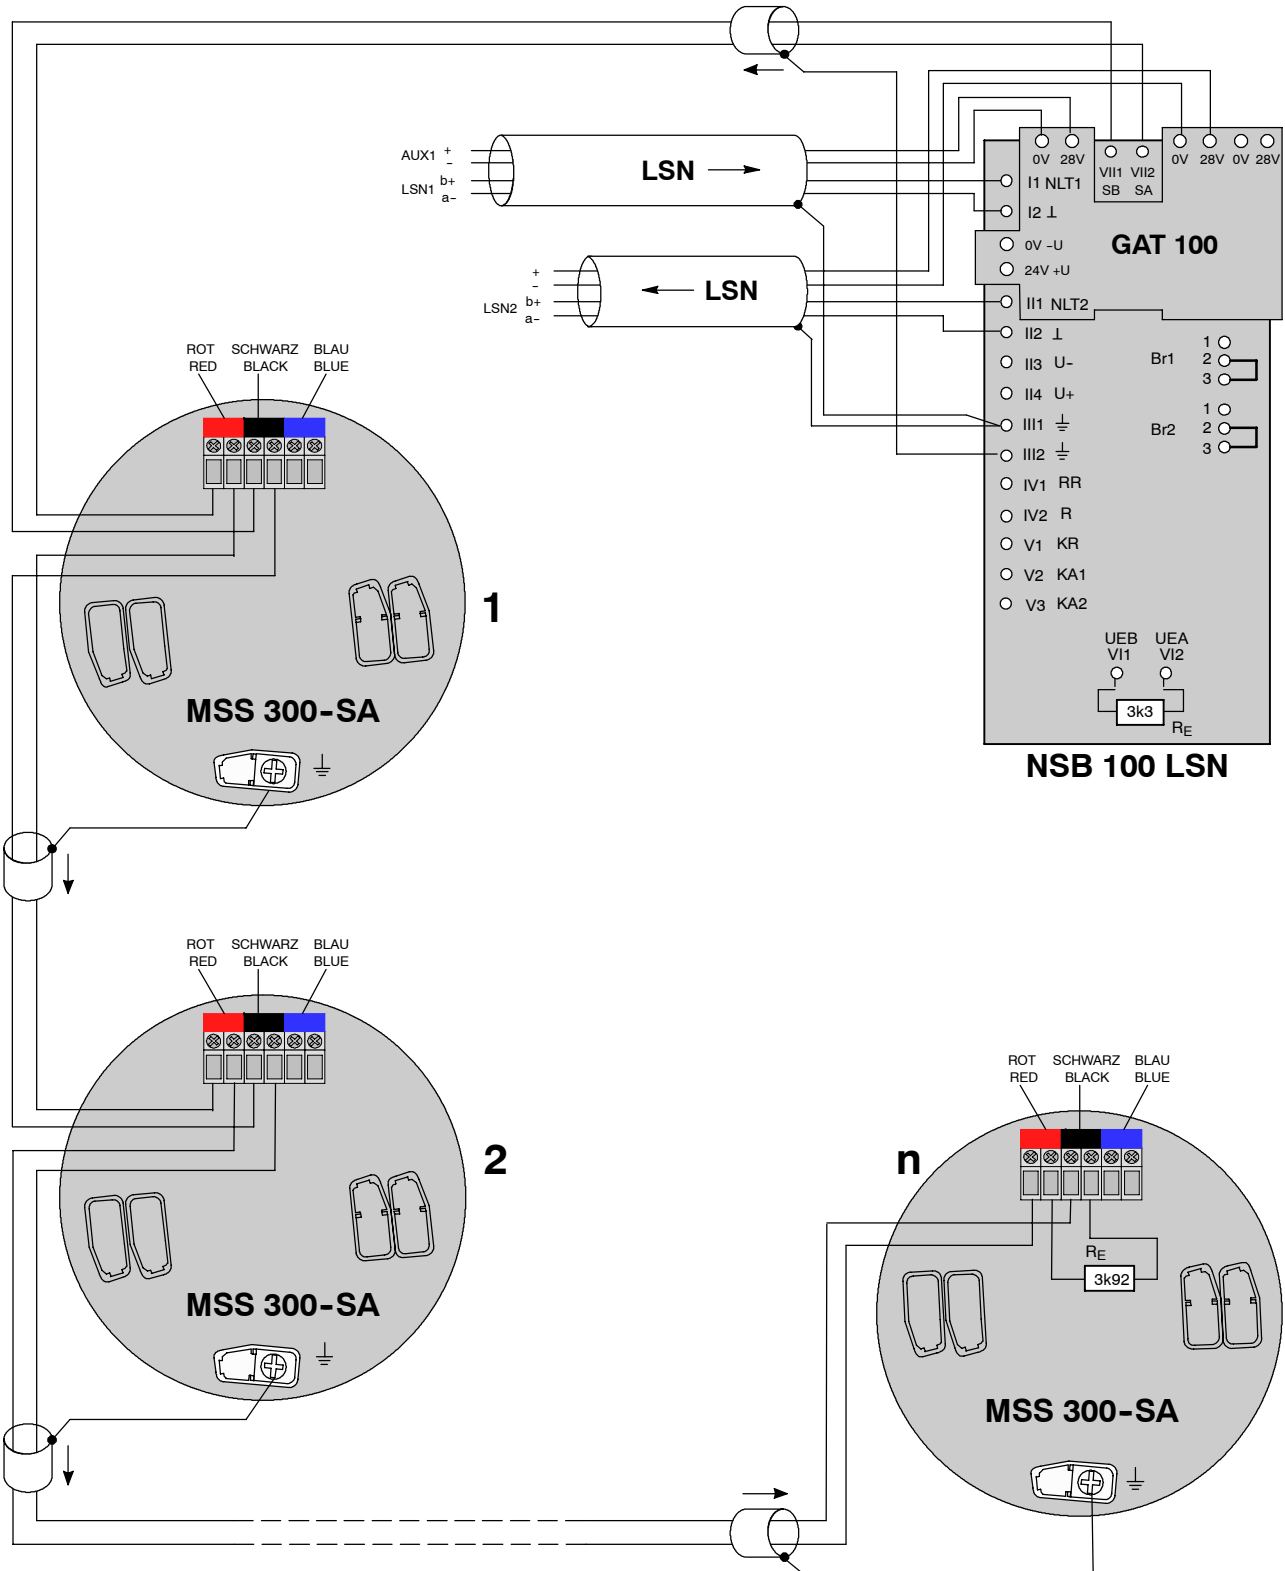 AUX1 + -
LSN1 b+ a-
LSN
+
-
LSN2 b+ a-
LSN
0V 28V
VII1 SB
VII2 SA
0V 28V 0V 28V
GAT 100
I1 NLT1
I2 ⊥
0V -U
24V +U
II1 NLT2
II2 ⊥
II3 U-
II4 U+
III1 ⏚
III2 ⏚
IV1 RR
IV2 R
V1 KR
V2 KA1
V3 KA2
Br1
1
2
3
Br2
1
2
3
UEB UEA
VI1 VI2
3k3
RE
NSB 100 LSN
ROT SCHWARZ BLAU
RED BLACK BLUE
1
MSS 300-SA
⏚
ROT SCHWARZ BLAU
RED BLACK BLUE
2
MSS 300-SA
⏚
ROT SCHWARZ BLAU
RED BLACK BLUE
n
RE
3k92
MSS 300-SA
⏚